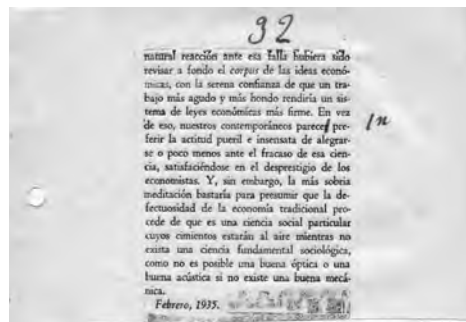 92
natural reacción ante esa falla hubiera sido
revisar a fondo el corpus de las ideas econó-
micas, con la serena confianza de que un tra-
bajo más agudo y más hondo rendiría un sis-
tema de leyes económicas más firme. En vez
de eso, nuestros contemporáneos parece pre- /n
ferir la actitud pueril e insensata de alegrar-
se o poco menos ante el fracaso de esa cien-
cia, satisfaciéndose en el desprestigio de los
economistas. Y, sin embargo, la más sobria
meditación bastaría para presumir que la de-
fectuosidad de la economía tradicional pro-
cede de que es una ciencia social particular
cuyos cimientos estarán al aire mientras no
exista una ciencia fundamental sociológica,
como no es posible una buena óptica o una
buena acústica si no existe una buena mecá-
nica.
Febrero, 1935.